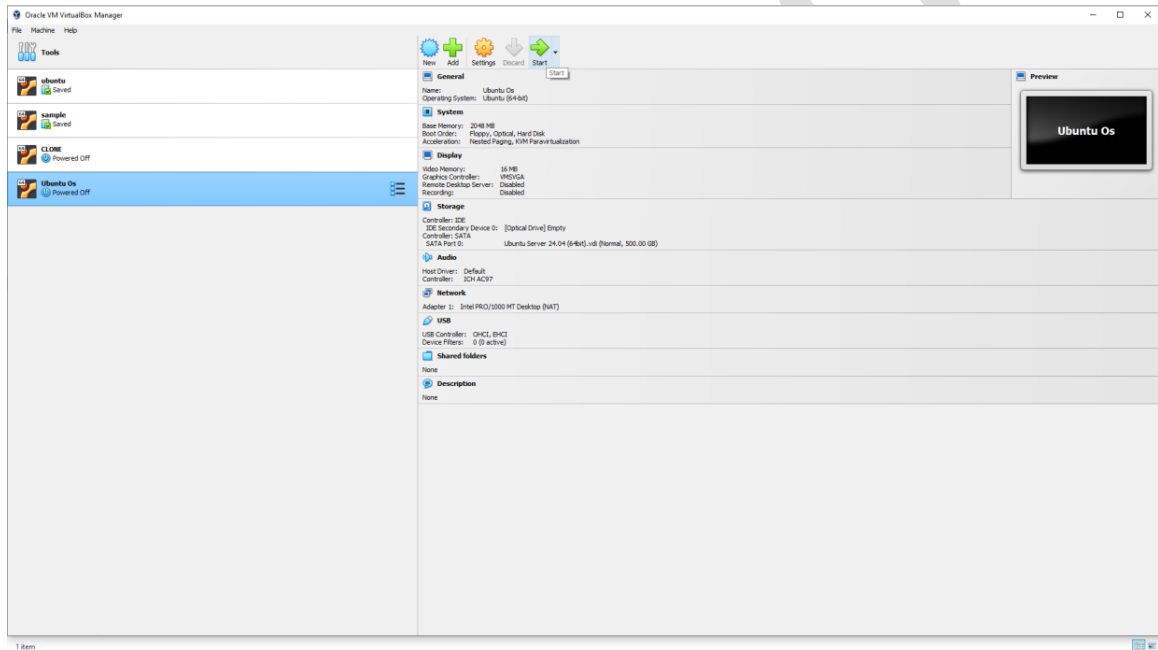 Oracle VM VirtualBox Manager
File Machine Help
Tools
New Add Settings Discard Start
Start
ubuntu
Saved
sample
Saved
CLONE
Powered Off
Ubuntu Os
Powered Off
General
Name: Ubuntu Os
Operating System: Ubuntu (64-bit)
System
Base Memory: 2048 MB
Boot Order: Floppy, Optical, Hard Disk
Acceleration: Nested Paging, KVM Paravirtualization
Display
Video Memory: 16 MB
Graphics Controller: VMSVGA
Remote Desktop Server: Disabled
Recording: Disabled
Storage
Controller: IDE
IDE Secondary Device 0: [Optical Drive] Empty
Controller: SATA
SATA Port 0: Ubuntu Server 24.04 (64bit).vdi (Normal, 500.00 GB)
Audio
Host Driver: Default
Controller: ICH AC97
Network
Adapter 1: Intel PRO/1000 MT Desktop (NAT)
USB
USB Controller: OHCI, EHCI
Device Filters: 0 (0 active)
Shared folders
None
Description
None
Preview
Ubuntu Os
1 item